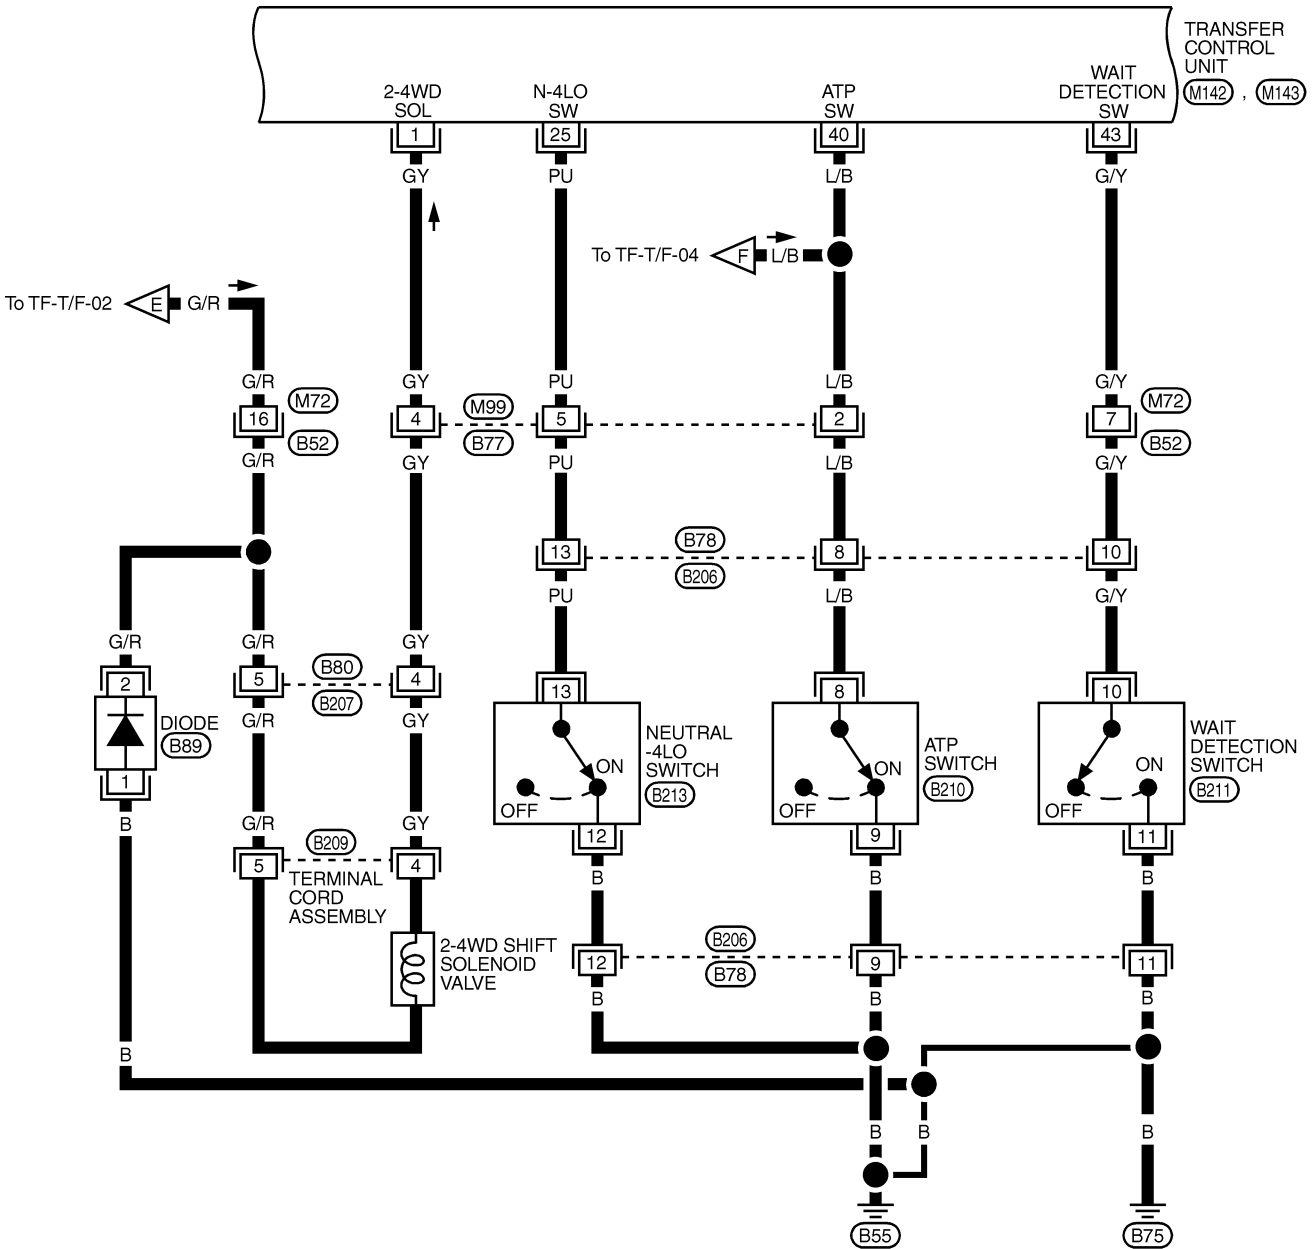 TRANSFER
CONTROL
UNIT
M142 , M143
2-4WD
SOL
N-4LO
SW
ATP
SW
WAIT
DETECTION
SW
1
25
40
43
GY
PU
L/B
G/Y
To TF-T/F-04
F
L/B
To TF-T/F-02
E
G/R
G/R
GY
PU
L/B
G/Y
16
M72
B52
4
M99
B77
5
2
7
M72
B52
G/R
GY
PU
L/B
G/Y
13
B78
B206
8
10
PU
L/B
G/Y
G/R
G/R
GY
2
5
B80
B207
4
13
8
10
G/R
GY
DIODE
B89
1
NEUTRAL
-4LO
SWITCH
B213
ON
OFF
ATP
SWITCH
B210
ON
OFF
WAIT
DETECTION
SWITCH
B211
ON
OFF
B
G/R
GY
12
9
11
5
B209
4
TERMINAL
CORD
ASSEMBLY
B
B
B
2-4WD SHIFT
SOLENOID
VALVE
12
B206
B78
9
11
B
B
B
B
B
B
B
B55
B75